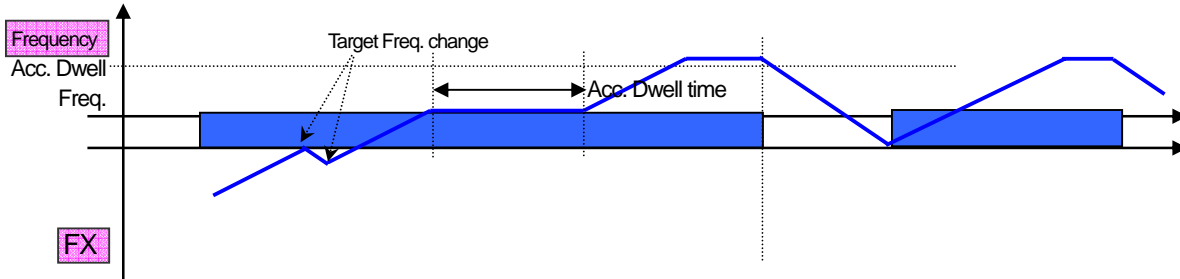 Frequency
Target Freq. change
Acc. Dwell
Freq.
Acc. Dwell time
FX